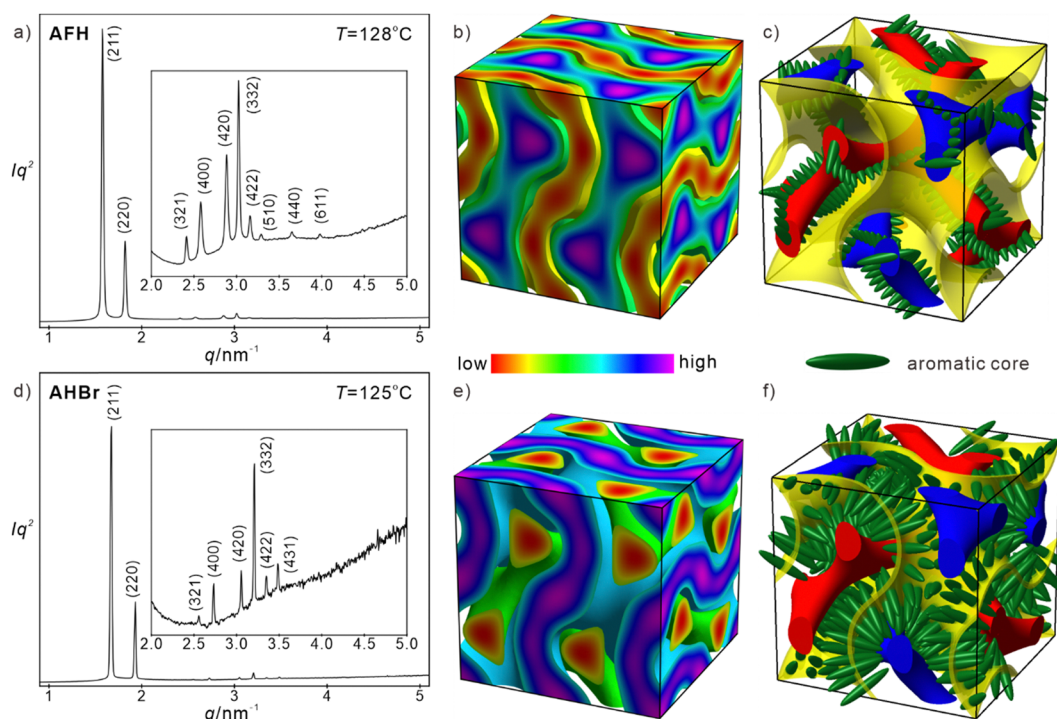 a) AFH T=128°C
(211)
(220)
Iq²
(321)
(400)
(420)
(332)
(422)
(510)
(440)
(611)
2.0 2.5 3.0 3.5 4.0 4.5 5.0
1 2 3 4 5
q/nm⁻¹
b)
c)
low high
aromatic core
d) AHBr T=125°C
(211)
(220)
Iq²
(321)
(400)
(420)
(332)
(422)
(431)
2.0 2.5 3.0 3.5 4.0 4.5 5.0
1 2 3 4 5
q/nm⁻¹
e)
f)